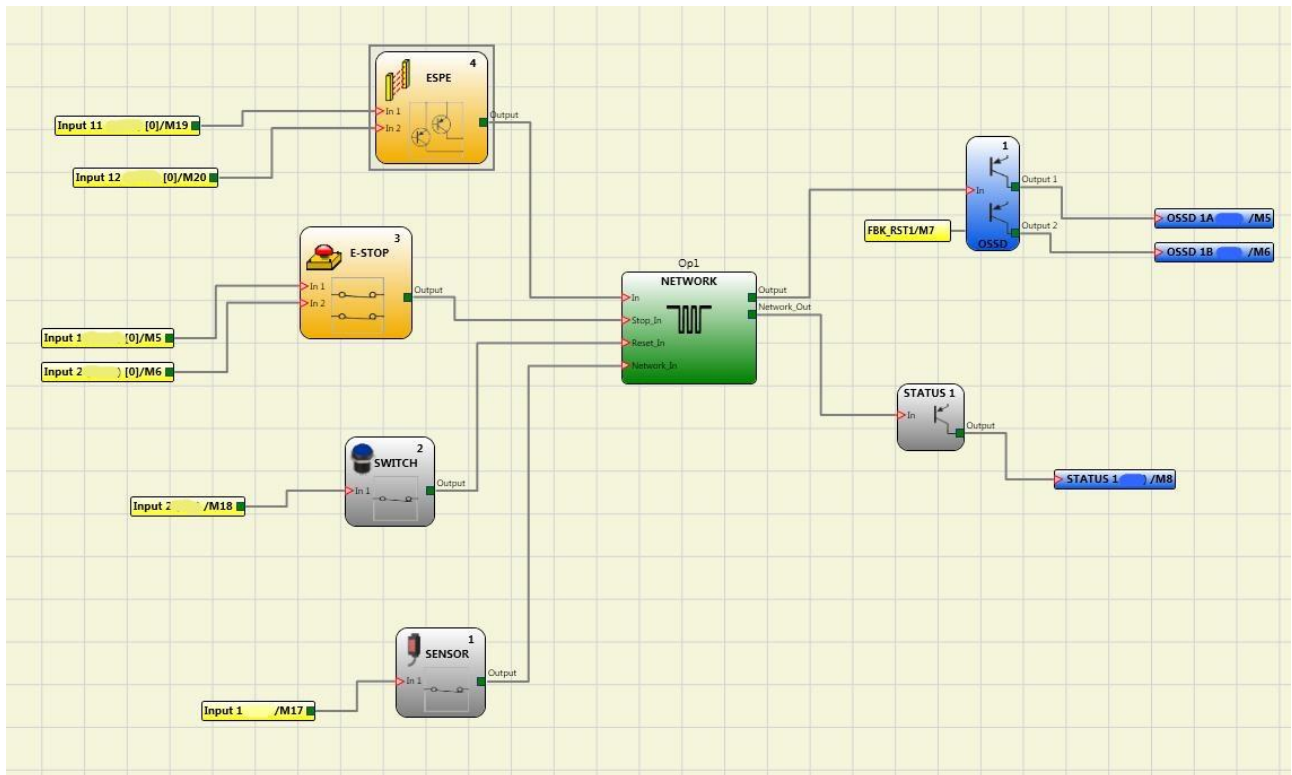 4
ESPE
In 1
In 2
Output
Input 11 [0]/M19
Input 12 [0]/M20
3
E-STOP
In 1
In 2
Output
Input 1 [0]/M5
Input 2 ) [0]/M6
2
SWITCH
In 1
Output
Input 2 /M18
1
SENSOR
In 1
Output
Input 1 /M17
Op1
NETWORK
In
Stop_In
Reset_In
Network_In
Output
Network_Out
1
In
OSSD
Output 1
Output 2
FBK_RST1/M7
OSSD 1A /M5
OSSD 1B /M6
STATUS 1
In
Output
STATUS 1 ) /M8